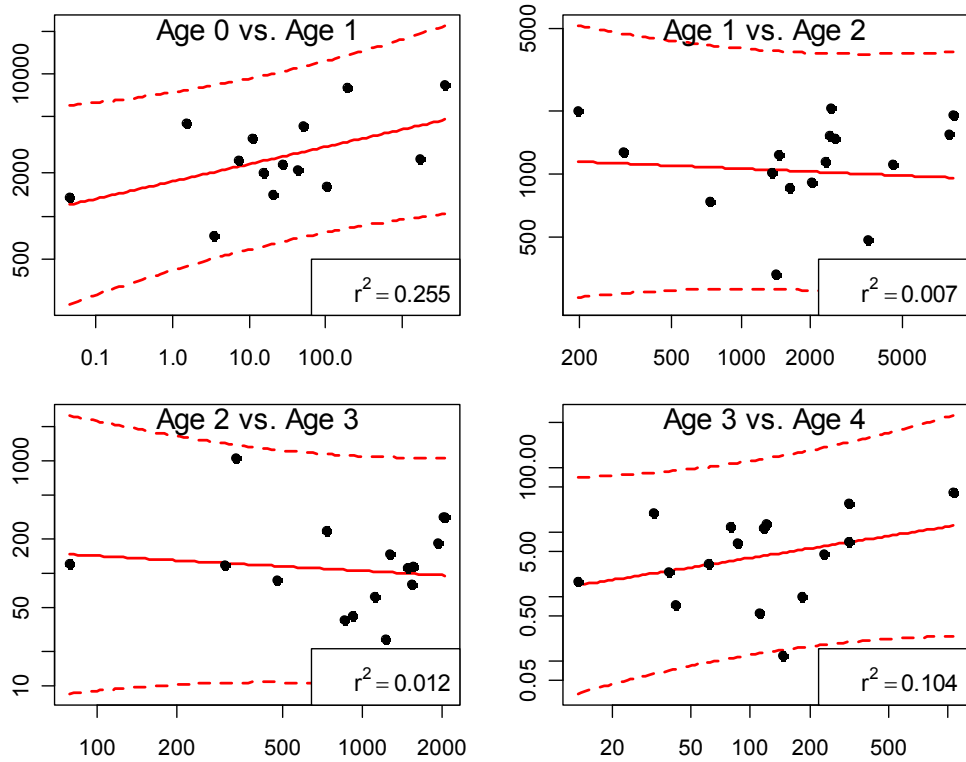 Age 0 vs. Age 1
10000
2000
500
r² = 0.255
0.1 1.0 10.0 100.0
Age 1 vs. Age 2
5000
1000
500
r² = 0.007
200 500 1000 2000 5000
Age 2 vs. Age 3
1000
200
50
10
r² = 0.012
100 200 500 1000 2000
Age 3 vs. Age 4
100.00
5.00
0.50
0.05
r² = 0.104
20 50 100 200 500